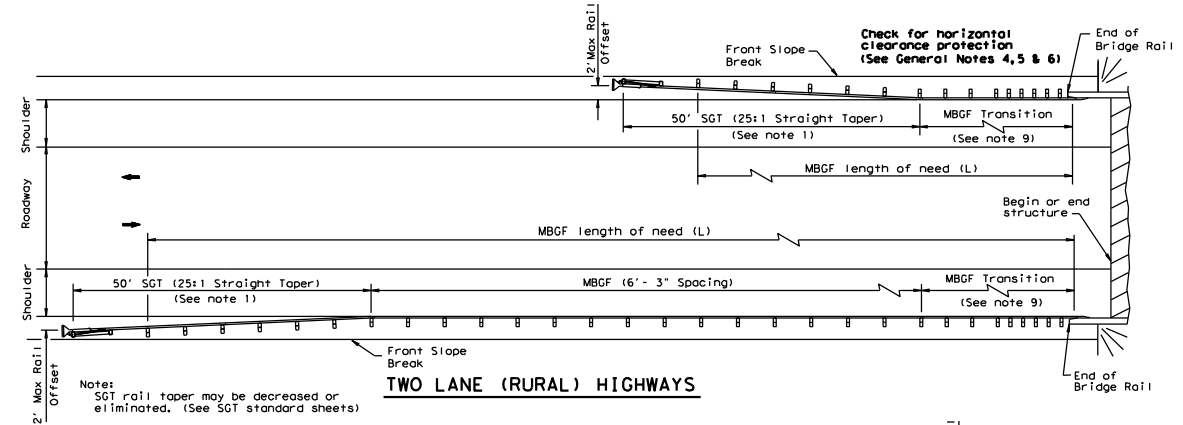 2' Max Rail
Offset
Front Slope
Break
Check for horizontal
clearance protection
(See General Notes 4,5 & 6)
End of
Bridge Rail
Shoulder
50' SGT (25:1 Straight Taper)
(See note 1)
MBGF Transition
(See note 9)
Roadway
MBGF length of need (L)
Begin or end
structure
MBGF length of need (L)
Shoulder
50' SGT (25:1 Straight Taper)
(See note 1)
MBGF (6'- 3" Spacing)
MBGF Transition
(See note 9)
2' Max Rail
Offset
Front Slope
Break
End of
Bridge Rail
Note:
SGT rail taper may be decreased or
eliminated. (See SGT standard sheets)
TWO LANE (RURAL) HIGHWAYS